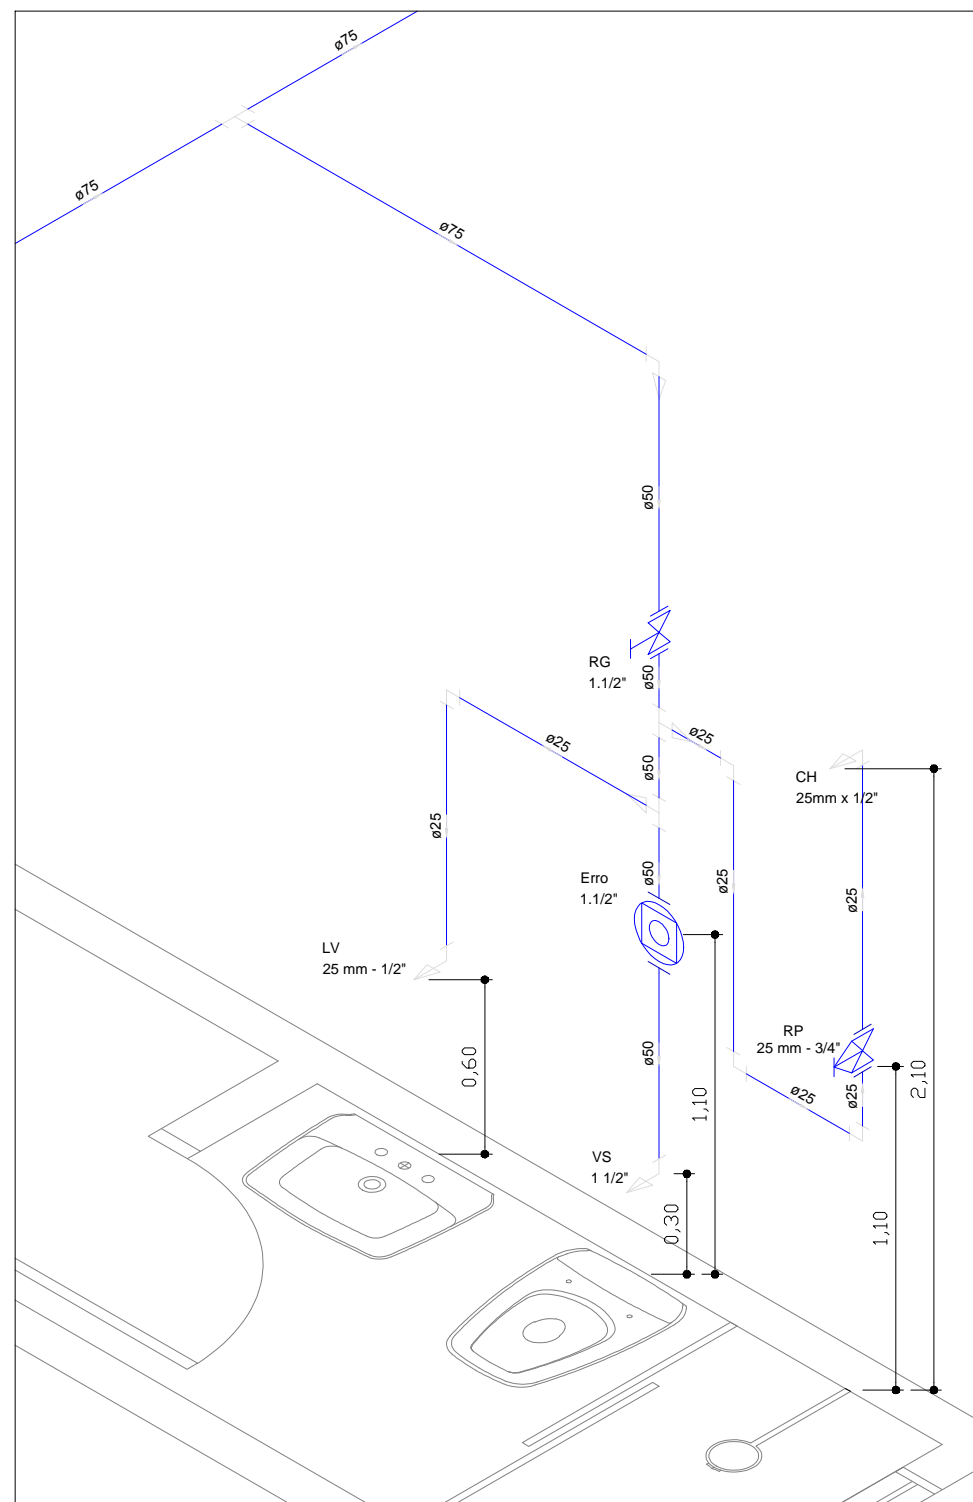 ø75
ø75
ø75
ø50
RG
1.1/2"
ø50
ø25
ø25
ø50
CH
25mm x 1/2"
ø25
Erro
1.1/2"
ø50
ø25
ø25
LV
25 mm - 1/2"
RP
25 mm - 3/4"
0,60
ø50
1,10
ø25
ø25
2,10
VS
1 1/2"
0,30
1,10